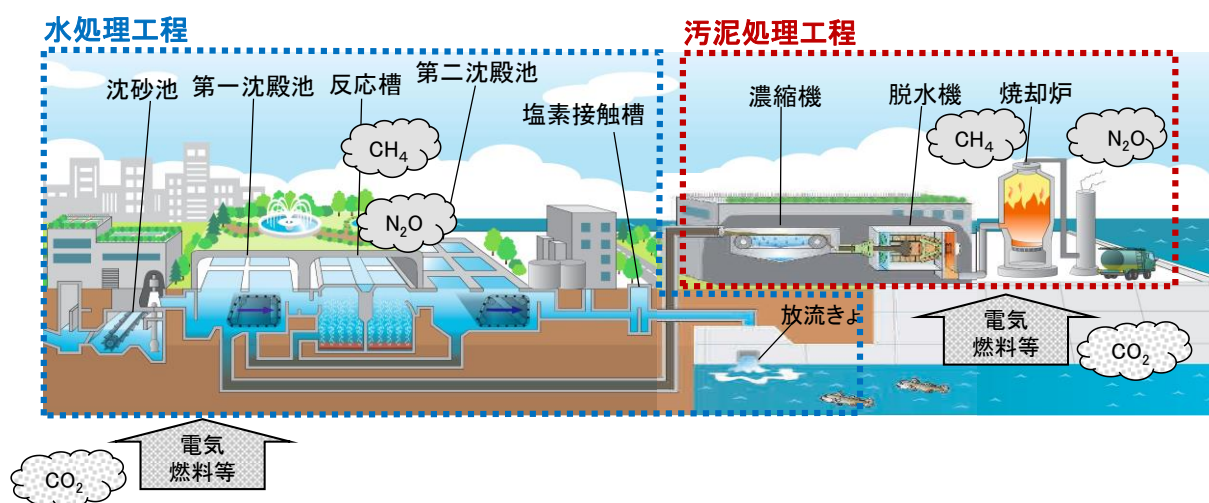 水処理工程
汚泥処理工程
沈砂池
第一沈殿池
反応槽
第二沈殿池
塩素接触槽
濃縮機
脱水機
焼却炉
CH₄
N₂O
CH₄
N₂O
放流きょ
電気
燃料等
CO₂
電気
燃料等
CO₂